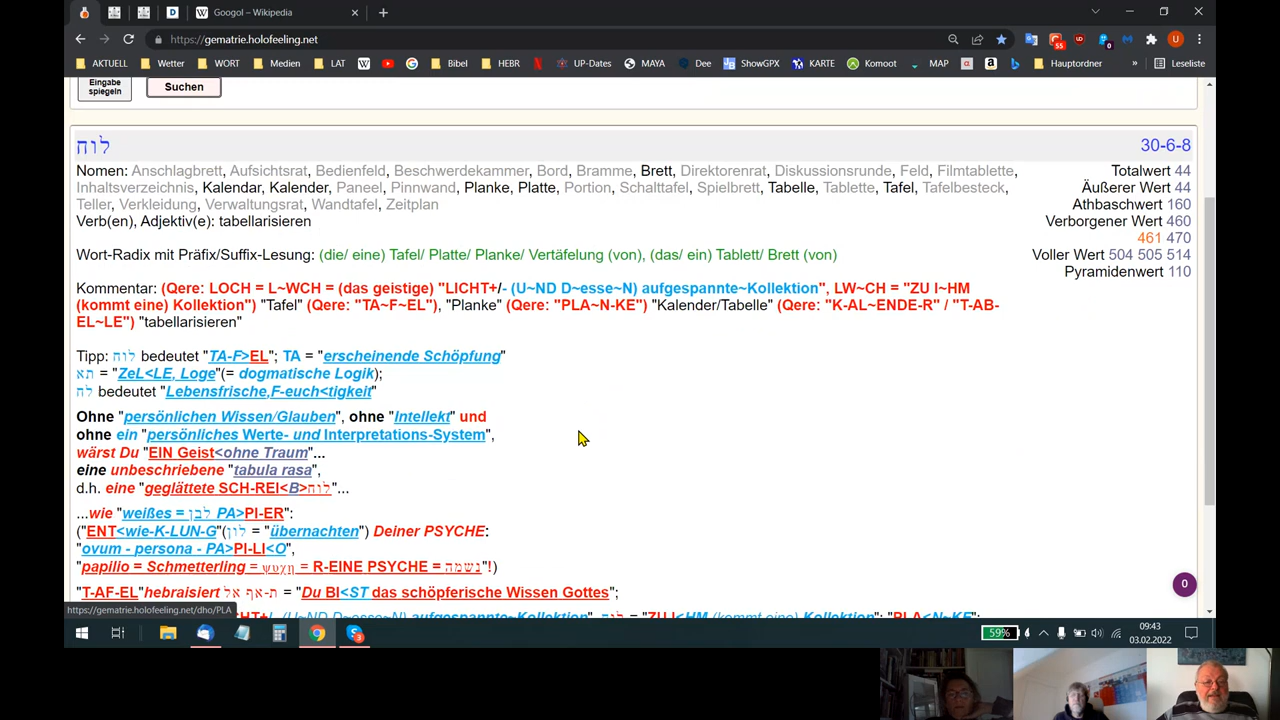 Googol – Wikipedia
https://gematrie.holofeeling.net
AKTUELL Wetter WORT Medien LAT Bibel HEBR UP-Dates MAYA Dee ShowGPX KARTE Komoot MAP Hauptordner » Leseliste
Eingabe
spiegeln
Suchen
לוח 30-6-8
Nomen: Anschlagbrett, Aufsichtsrat, Bedienfeld, Beschwerdekammer, Bord, Bramme, Brett, Direktorenrat, Diskussionsrunde, Feld, Filmtablette,
Inhaltsverzeichnis, Kalendar, Kalender, Paneel, Pinnwand, Planke, Platte, Portion, Schalttafel, Spielbrett, Tabelle, Tablette, Tafel, Tafelbesteck,
Teller, Verkleidung, Verwaltungsrat, Wandtafel, Zeitplan
Verb(en), Adjektiv(e): tabellarisieren
Totalwert 44
Äußerer Wert 44
Athbaschwert 160
Verborgener Wert 460
461 470
Voller Wert 504 505 514
Pyramidenwert 110
Wort-Radix mit Präfix/Suffix-Lesung: (die/ eine) Tafel/ Platte/ Planke/ Vertäfelung (von), (das/ ein) Tablett/ Brett (von)
Kommentar: (Qere: LOCH = L~WCH = (das geistige) "LICHT+/- (U~ND D~esse~N) aufgespannte~Kollektion", LW~CH = "ZU I~HM
(kommt eine) Kollektion") "Tafel" (Qere: "TA~F~EL"), "Planke" (Qere: "PLA~N-KE") "Kalender/Tabelle" (Qere: "K-AL~ENDE-R" / "T-AB-
EL~LE") "tabellarisieren"
Tipp: לוח bedeutet "TA-F>EL"; TA = "erscheinende Schöpfung"
תא = "ZeL<LE, Loge"(= dogmatische Logik);
לח bedeutet "Lebensfrische,F-euch<tigkeit"
Ohne "persönlichen Wissen/Glauben", ohne "Intellekt" und
ohne ein "persönliches Werte- und Interpretations-System",
wärst Du "EIN Geist<ohne Traum"...
eine unbeschriebene "tabula rasa",
d.h. eine "geglättete SCH-REI<B>לוח"...
...wie "weißes = לבן PA>PI-ER":
("ENT<wie-K-LUN-G"(לון = "übernachten") Deiner PSYCHE:
"ovum - persona - PA>PI-LI<O",
"papilio = Schmetterling = ψυχη = R-EINE PSYCHE = נשמה"!)
"T-AF-EL"hebraisiert ת-אף אל = "Du BI<ST das schöpferische Wissen Gottes;
https://gematrie.holofeeling.net/dho/PLA
0
59%
09:43
03.02.2022